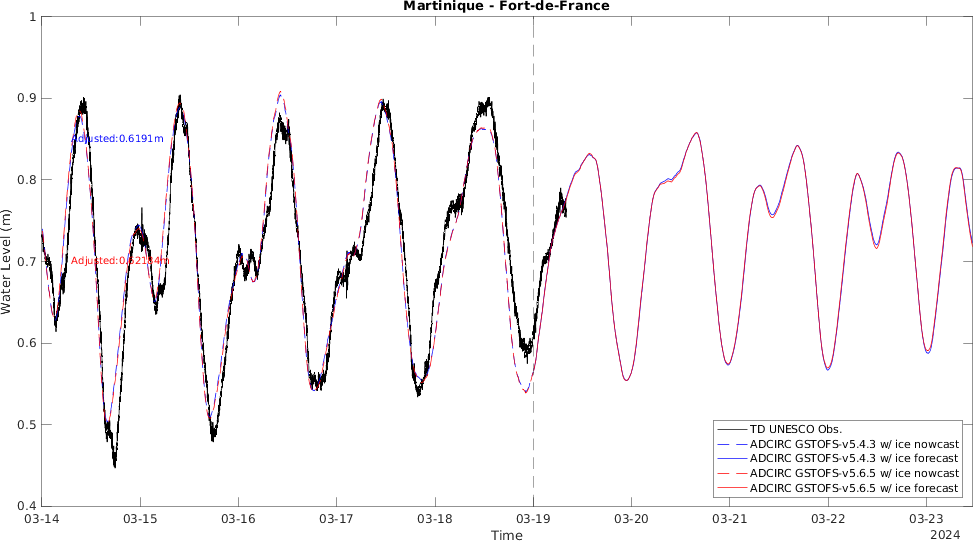 Martinique - Fort-de-France
Water Level (m)
1
0.9
0.8
0.7
0.6
0.5
0.4
Adjusted:0.6191m
Adjusted:0.62184m
TD UNESCO Obs.
ADCIRC GSTOFS-v5.4.3 w/ ice nowcast
ADCIRC GSTOFS-v5.4.3 w/ ice forecast
ADCIRC GSTOFS-v5.6.5 w/ ice nowcast
ADCIRC GSTOFS-v5.6.5 w/ ice forecast
03-14 03-15 03-16 03-17 03-18 03-19 03-20 03-21 03-22 03-23
Time
2024